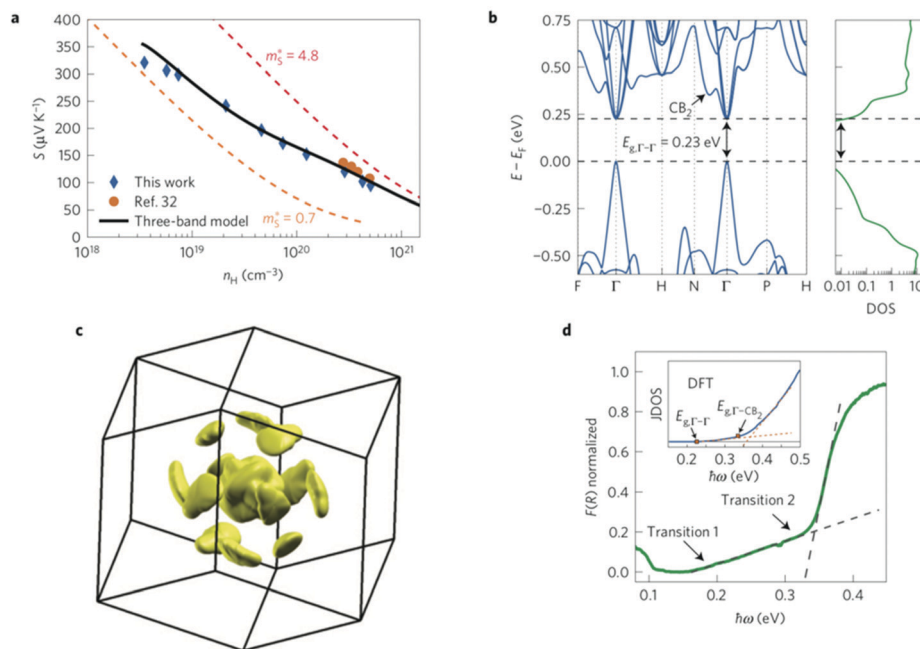 a
400
350
300
250
200
150
100
50
0
S (μV K⁻¹)
m*S = 4.8
m*S = 0.7
This work
Ref. 32
Three-band model
10¹⁸
10¹⁹
10²⁰
10²¹
nH (cm⁻³)
b
0.75
0.50
0.25
0.00
−0.25
−0.50
E − EF (eV)
CB₂
Eg,Γ–Γ = 0.23 eV
F Γ H N Γ P H
0.01 0.1 1 10
DOS
c
d
1.0
0.8
0.6
0.4
0.2
0.0
F(R) normalized
JDOS
DFT
Eg,Γ–Γ
Eg,Γ–CB₂
0.2 0.3 0.4 0.5
ħω (eV)
Transition 1
Transition 2
0.1 0.2 0.3 0.4
ħω (eV)